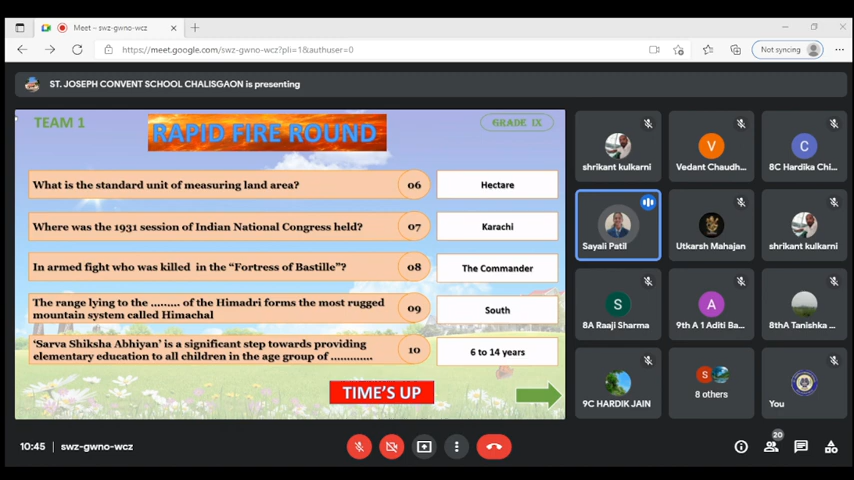 Meet – swz-gwno-wcz
https://meet.google.com/swz-gwno-wcz?pli=1&authuser=0
Not syncing
ST. JOSEPH CONVENT SCHOOL CHALISGAON is presenting
TEAM 1
RAPID FIRE ROUND
GRADE IX
What is the standard unit of measuring land area?
06
Hectare
Where was the 1931 session of Indian National Congress held?
07
Karachi
In armed fight who was killed in the “Fortress of Bastille”?
08
The Commander
The range lying to the ......... of the Himadri forms the most rugged
mountain system called Himachal
09
South
‘Sarva Shiksha Abhiyan’ is a significant step towards providing
elementary education to all children in the age group of ............
10
6 to 14 years
TIME’S UP
shrikant kulkarni
V
Vedant Chaudh...
C
8C Hardika Chi...
Sayali Patil
Utkarsh Mahajan
shrikant kulkarni
S
8A Raaji Sharma
A
9th A 1 Aditi Ba...
8thA Tanishka ...
9C HARDIK JAIN
S
8 others
You
10:45
swz-gwno-wcz
20